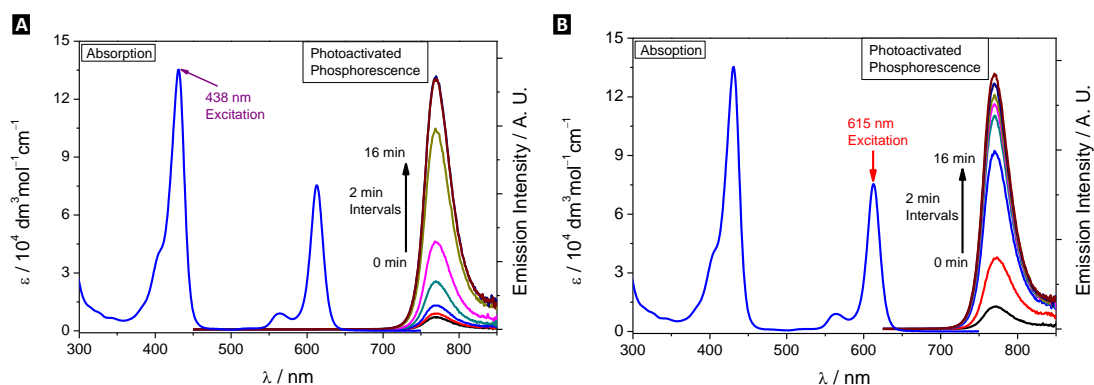 A
15
12
9
6
3
0
300
400
500
600
700
800
ε / 10⁴ dm³mol⁻¹cm⁻¹
λ / nm
Emission Intensity / A. U.
Absorption
Photoactivated
Phosphorescence
438 nm
Excitation
16 min
2 min
Intervals
0 min
B
15
12
9
6
3
0
300
400
500
600
700
800
ε / 10⁴ dm³mol⁻¹cm⁻¹
λ / nm
Emission Intensity / A. U.
Absoption
Photoactivated
Phosphorescence
615 nm
Excitation
16 min
2 min
Intervals
0 min